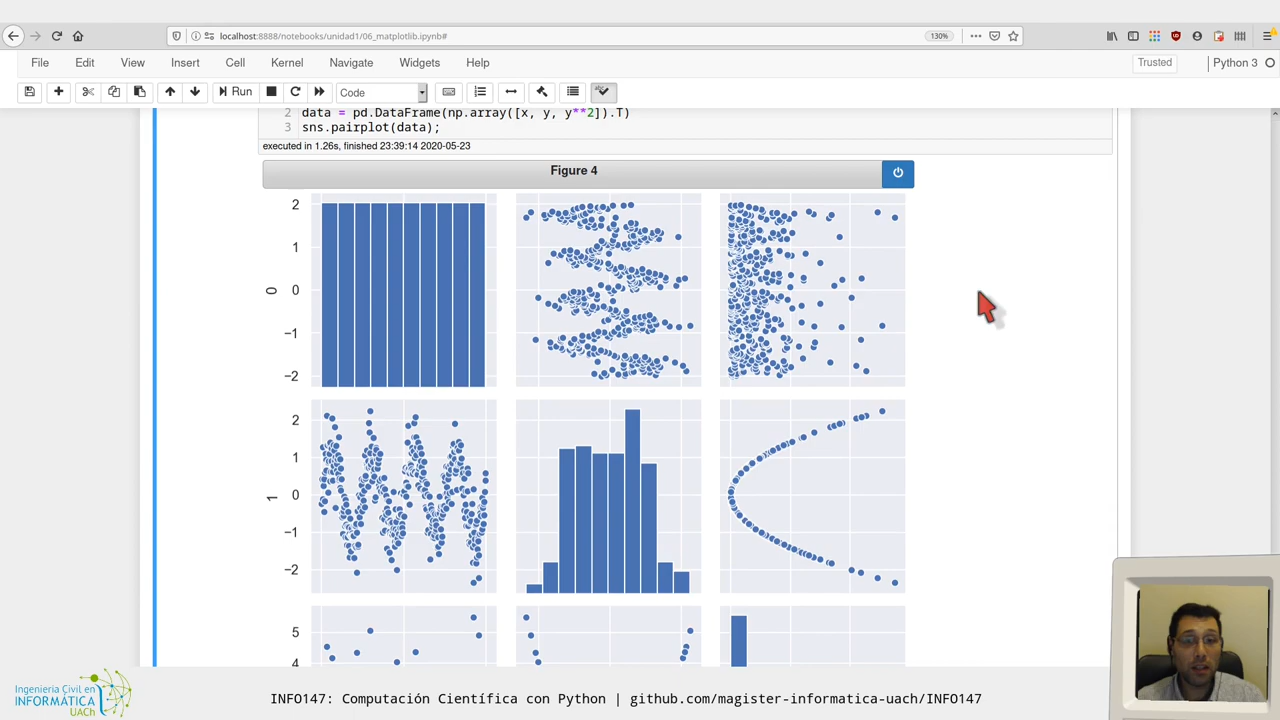 localhost:8888/notebooks/unidad1/06_matplotlib.ipynb#
130%
File Edit View Insert Cell Kernel Navigate Widgets Help
Trusted
Python 3
Run
Code
2 data = pd.DataFrame(np.array([x, y, y**2]).T)
3 sns.pairplot(data);
executed in 1.26s, finished 23:39:14 2020-05-23
Figure 4
2
1
0
−1
−2
0
2
1
0
−1
−2
1
5
4
Ingeniería Civil en
INFORMÁTICA
UACh
INFO147: Computación Científica con Python | github.com/magister-informatica-uach/INFO147